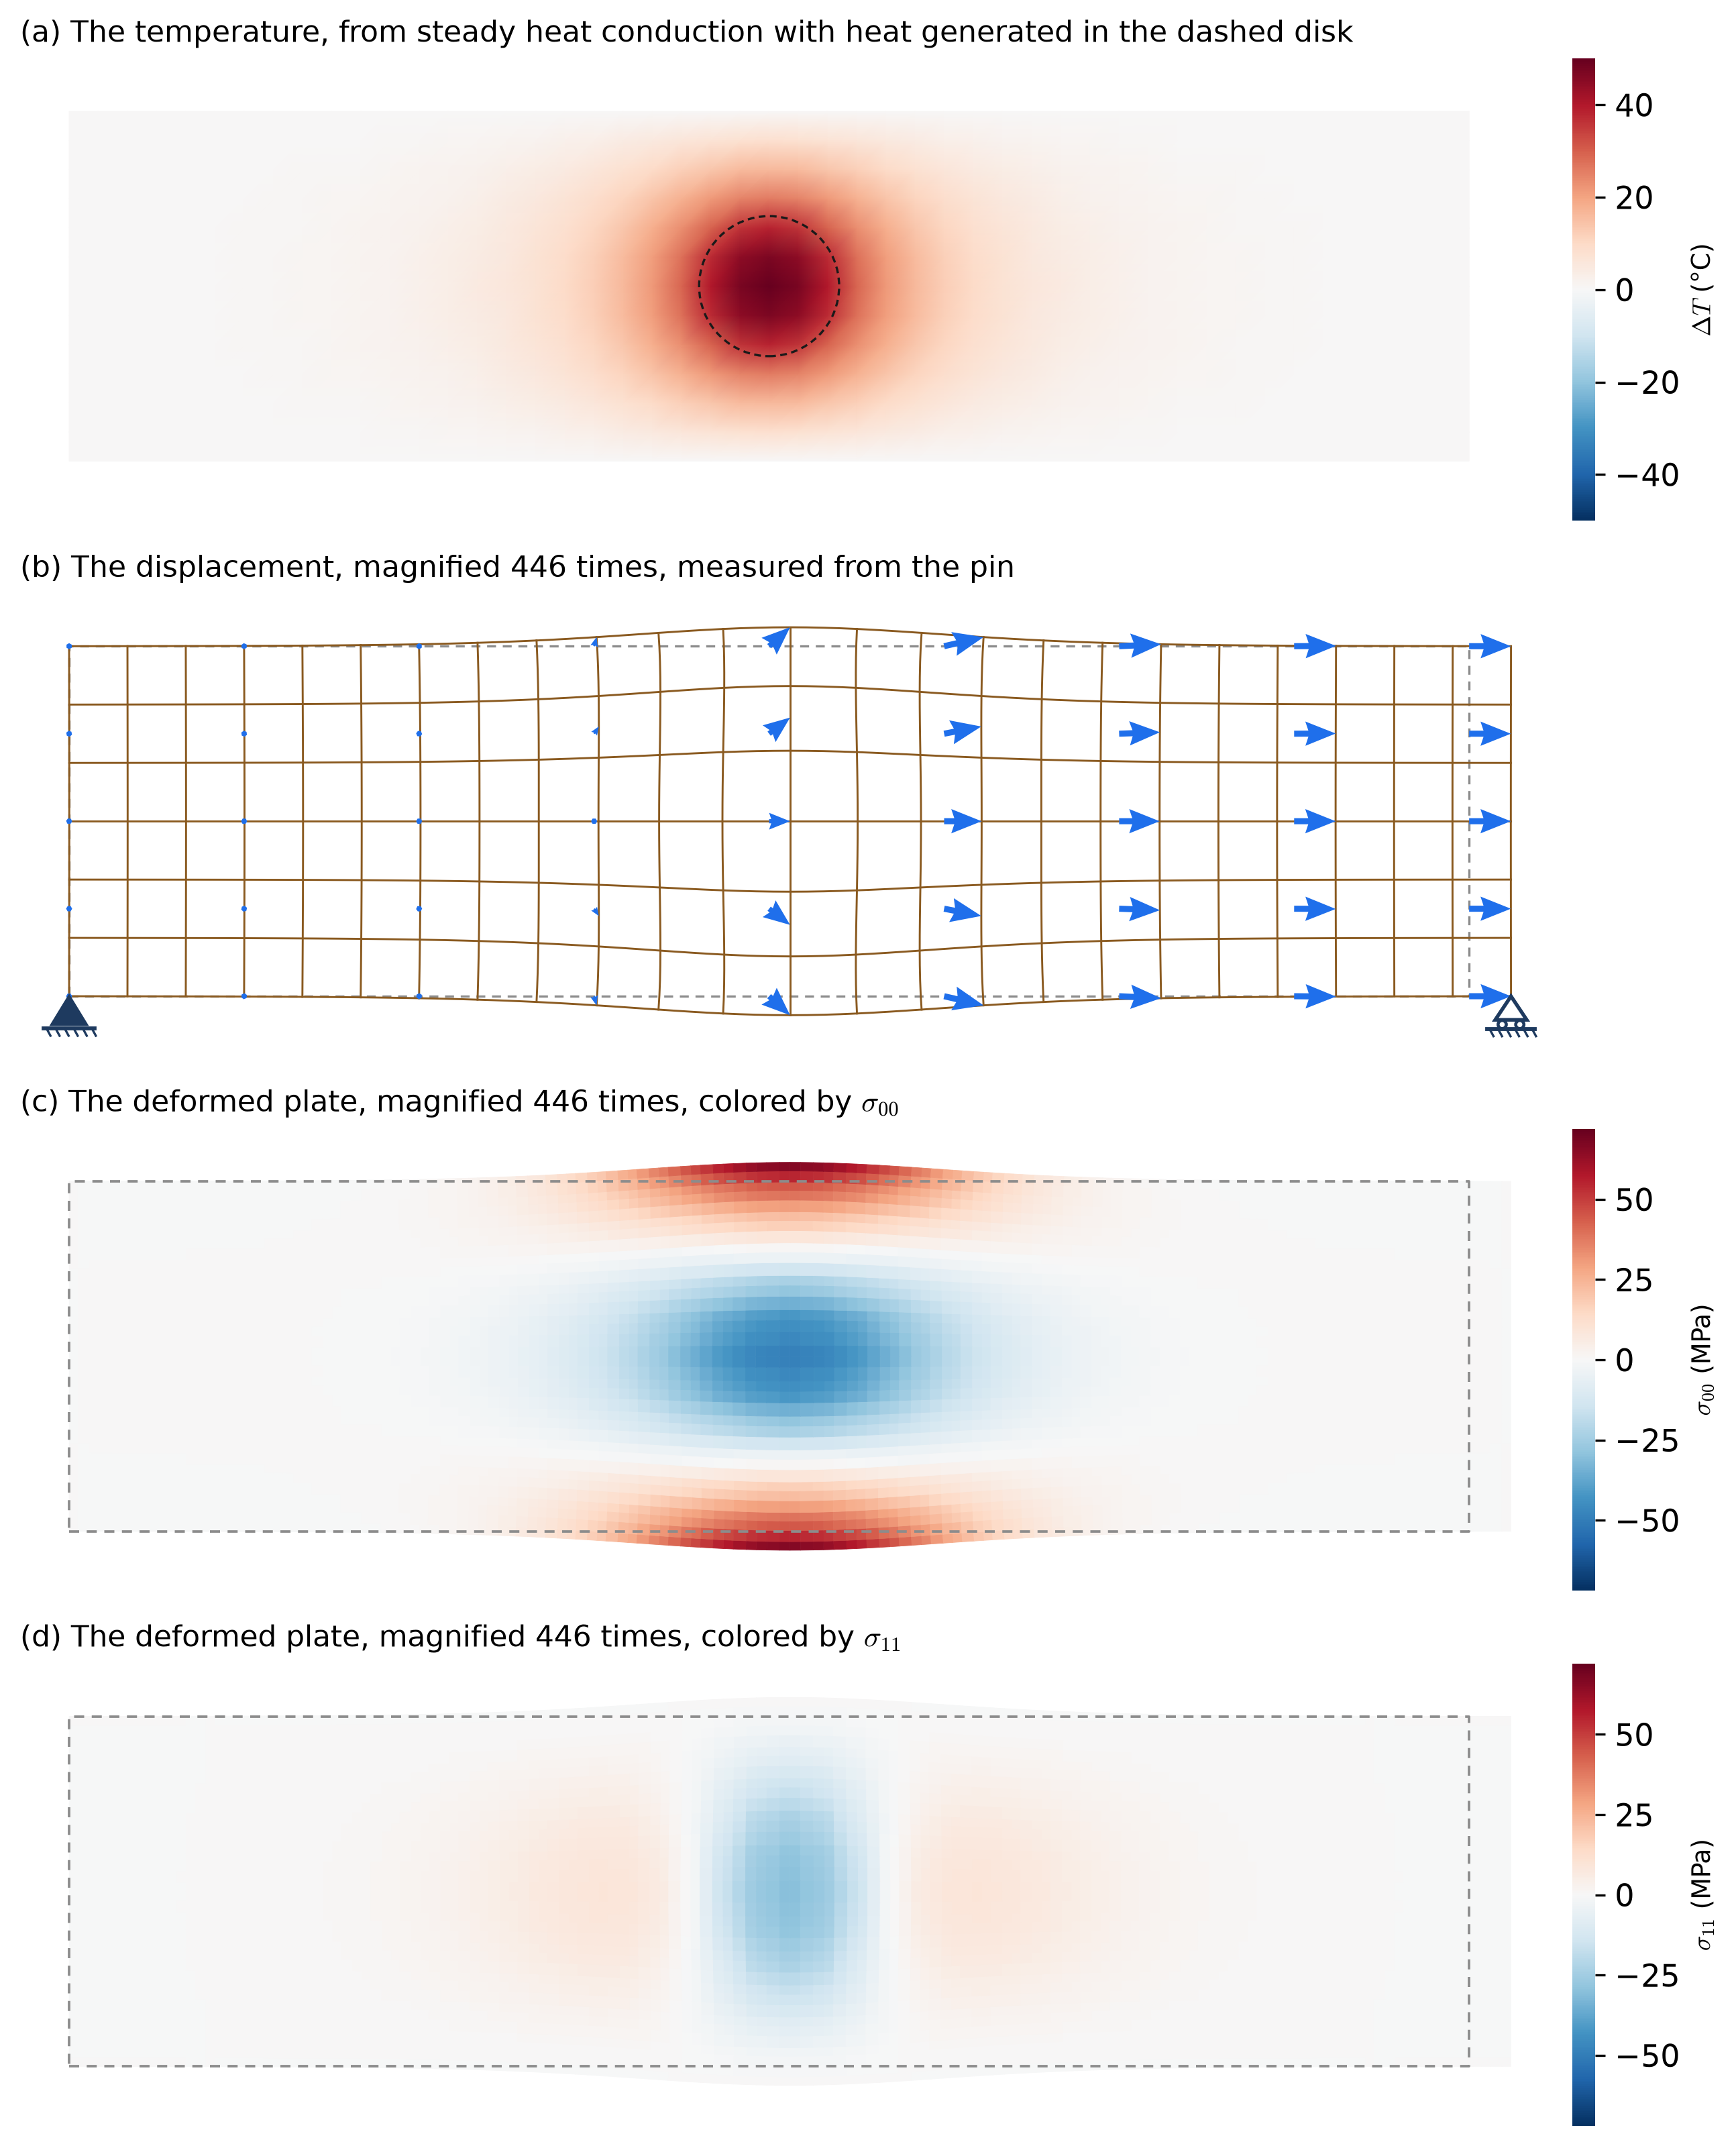 (a) The temperature, from steady heat conduction with heat generated in the dashed disk
40
20
0
−20
−40
ΔT (°C)
(b) The displacement, magnified 446 times, measured from the pin
(c) The deformed plate, magnified 446 times, colored by σ₀₀
50
25
0
−25
−50
σ₀₀ (MPa)
(d) The deformed plate, magnified 446 times, colored by σ₁₁
50
25
0
−25
−50
σ₁₁ (MPa)